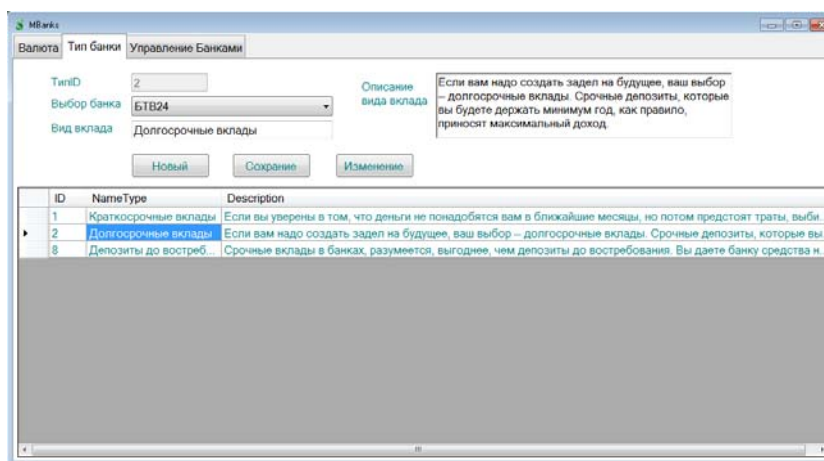 MBanks
Валюта Тип банки Управление Банками
ТипID 2
Выбор банка БТВ24
Вид вклада Долгосрочные вклады
Описание
вида вклада
Если вам надо создать задел на будущее, ваш выбор
– долгосрочные вклады. Срочные депозиты, которые
вы будете держать минимум год, как правило,
приносят максимальный доход.
Новый Сохрание Изменение
ID NameType Description
1 Краткосрочные вклады Если вы уверены в том, что деньги не понадобятся вам в ближайшие месяцы, но потом предстоят траты, выби...
2 Долгосрочные вклады Если вам надо создать задел на будущее, ваш выбор – долгосрочные вклады. Срочные депозиты, которые вы
8 Депозиты до востреб... Срочные вклады в банках, разумеется, выгоднее, чем депозиты до востребования. Вы даете банку средства н...